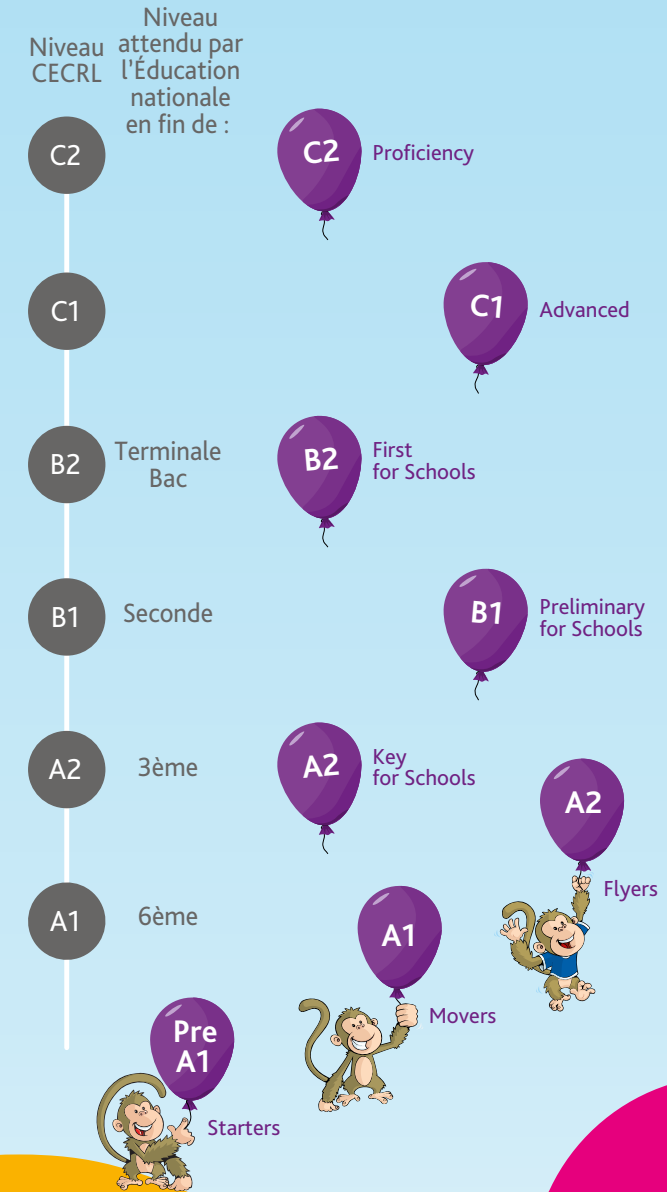 Niveau
CECRL
Niveau
attendu par
l'Éducation
nationale
en fin de :
C2
C2
Proficiency
C1
C1
Advanced
B2
Terminale
Bac
B2
First
for Schools
B1
Seconde
B1
Preliminary
for Schools
A2
3ème
A2
Key
for Schools
A2
Flyers
A1
6ème
A1
Movers
Pre
A1
Starters